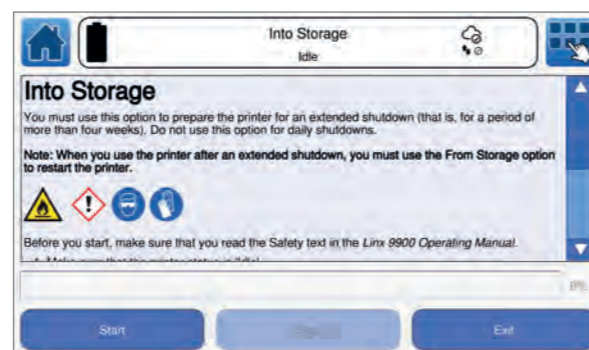 Into Storage
Idle
Into Storage
You must use this option to prepare the printer for an extended shutdown (that is, for a period of
more than four weeks). Do not use this option for daily shutdowns.
Note: When you use the printer after an extended shutdown, you must use the From Storage option
to restart the printer.
Before you start, make sure that you read the Safety text in the Linx 9900 Operating Manual.
Start
Exit